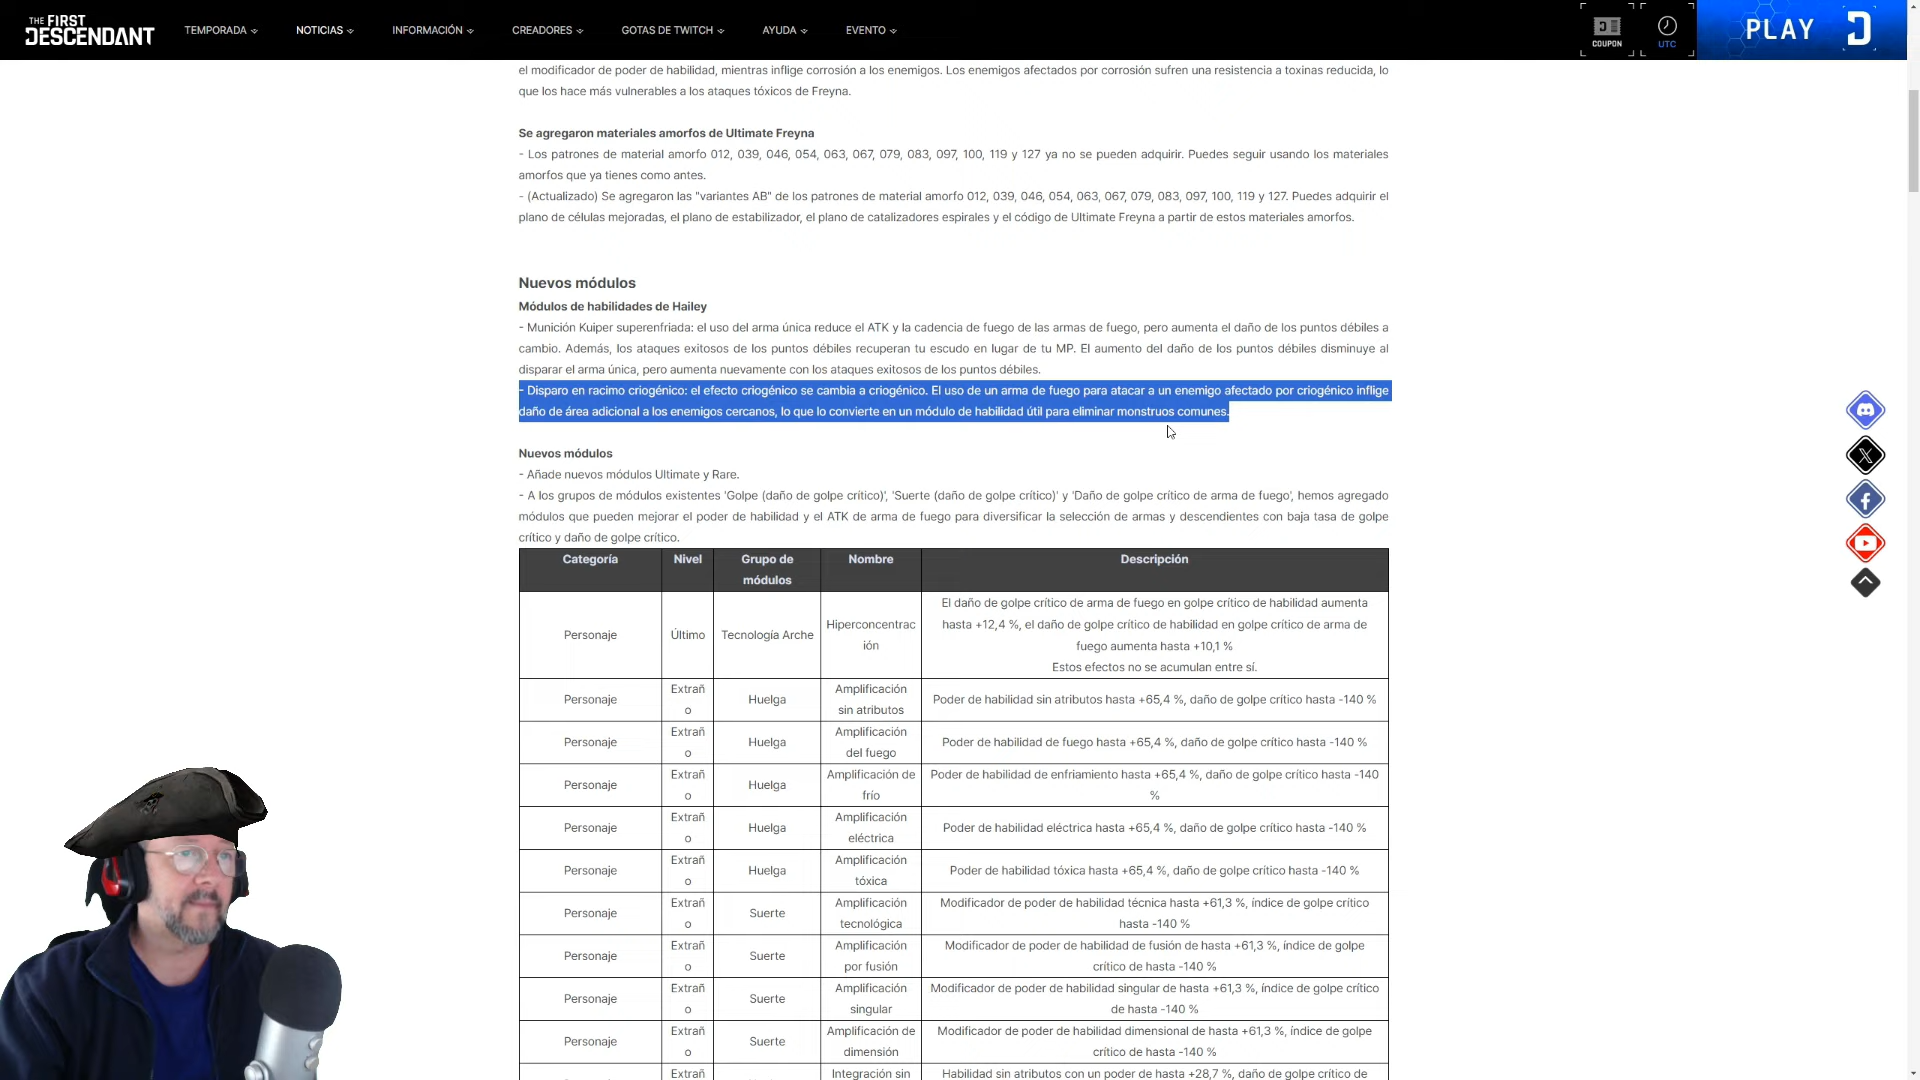 THE FIRST
DESCENDANT
TEMPORADA
NOTICIAS
INFORMACIÓN
CREADORES
GOTAS DE TWITCH
AYUDA
EVENTO
COUPON
UTC
PLAY
el modificador de poder de habilidad, mientras inflige corrosión a los enemigos. Los enemigos afectados por corrosión sufren una resistencia a toxinas reducida, lo
que los hace más vulnerables a los ataques tóxicos de Freyna.
Se agregaron materiales amorfos de Ultimate Freyna
- Los patrones de material amorfo 012, 039, 046, 054, 063, 067, 079, 083, 097, 100, 119 y 127 ya no se pueden adquirir. Puedes seguir usando los materiales
amorfos que ya tienes como antes.
- (Actualizado) Se agregaron las "variantes AB" de los patrones de material amorfo 012, 039, 046, 054, 063, 067, 079, 083, 097, 100, 119 y 127. Puedes adquirir el
plano de células mejoradas, el plano de estabilizador, el plano de catalizadores espirales y el código de Ultimate Freyna a partir de estos materiales amorfos.
Nuevos módulos
Módulos de habilidades de Hailey
- Munición Kuiper superenfriada: el uso del arma única reduce el ATK y la cadencia de fuego de las armas de fuego, pero aumenta el daño de los puntos débiles a
cambio. Además, los ataques exitosos de los puntos débiles recuperan tu escudo en lugar de tu MP. El aumento del daño de los puntos débiles disminuye al
disparar el arma única, pero aumenta nuevamente con los ataques exitosos de los puntos débiles.
- Disparo en racimo criogénico: el efecto criogénico se cambia a criogénico. El uso de un arma de fuego para atacar a un enemigo afectado por criogénico inflige
daño de área adicional a los enemigos cercanos, lo que lo convierte en un módulo de habilidad útil para eliminar monstruos comunes.
Nuevos módulos
- Añade nuevos módulos Ultimate y Rare.
- A los grupos de módulos existentes 'Golpe (daño de golpe crítico)', 'Suerte (daño de golpe crítico)' y 'Daño de golpe crítico de arma de fuego', hemos agregado
módulos que pueden mejorar el poder de habilidad y el ATK de arma de fuego para diversificar la selección de armas y descendientes con baja tasa de golpe
crítico y daño de golpe crítico.
Categoría Nivel Grupo de módulos Nombre Descripción
Personaje Último Tecnología Arche Hiperconcentrac
ión
El daño de golpe crítico de arma de fuego en golpe crítico de habilidad aumenta
hasta +12,4 %, el daño de golpe crítico de habilidad en golpe crítico de arma de
fuego aumenta hasta +10,1 %
Estos efectos no se acumulan entre sí.
Personaje Extrañ
o
Huelga Amplificación
sin atributos
Poder de habilidad sin atributos hasta +65,4 %, daño de golpe crítico hasta -140 %
Personaje Extrañ
o
Huelga Amplificación
del fuego
Poder de habilidad de fuego hasta +65,4 %, daño de golpe crítico hasta -140 %
Personaje Extrañ
o
Huelga Amplificación de
frío
Poder de habilidad de enfriamiento hasta +65,4 %, daño de golpe crítico hasta -140
%
Personaje Extrañ
o
Huelga Amplificación
eléctrica
Poder de habilidad eléctrica hasta +65,4 %, daño de golpe crítico hasta -140 %
Personaje Extrañ
o
Huelga Amplificación
tóxica
Poder de habilidad tóxica hasta +65,4 %, daño de golpe crítico hasta -140 %
Personaje Extrañ
o
Suerte Amplificación
tecnológica
Modificador de poder de habilidad técnica hasta +61,3 %, índice de golpe crítico
hasta -140 %
Personaje Extrañ
o
Suerte Amplificación
por fusión
Modificador de poder de habilidad de fusión de hasta +61,3 %, índice de golpe
crítico de hasta -140 %
Personaje Extrañ
o
Suerte Amplificación
singular
Modificador de poder de habilidad singular de hasta +61,3 %, índice de golpe crítico
de hasta -140 %
Personaje Extrañ
o
Suerte Amplificación de
dimensión
Modificador de poder de habilidad dimensional de hasta +61,3 %, índice de golpe
crítico de hasta -140 %
Extrañ Integración sin Habilidad sin atributos con un poder de hasta +28,7 %, daño de golpe crítico de